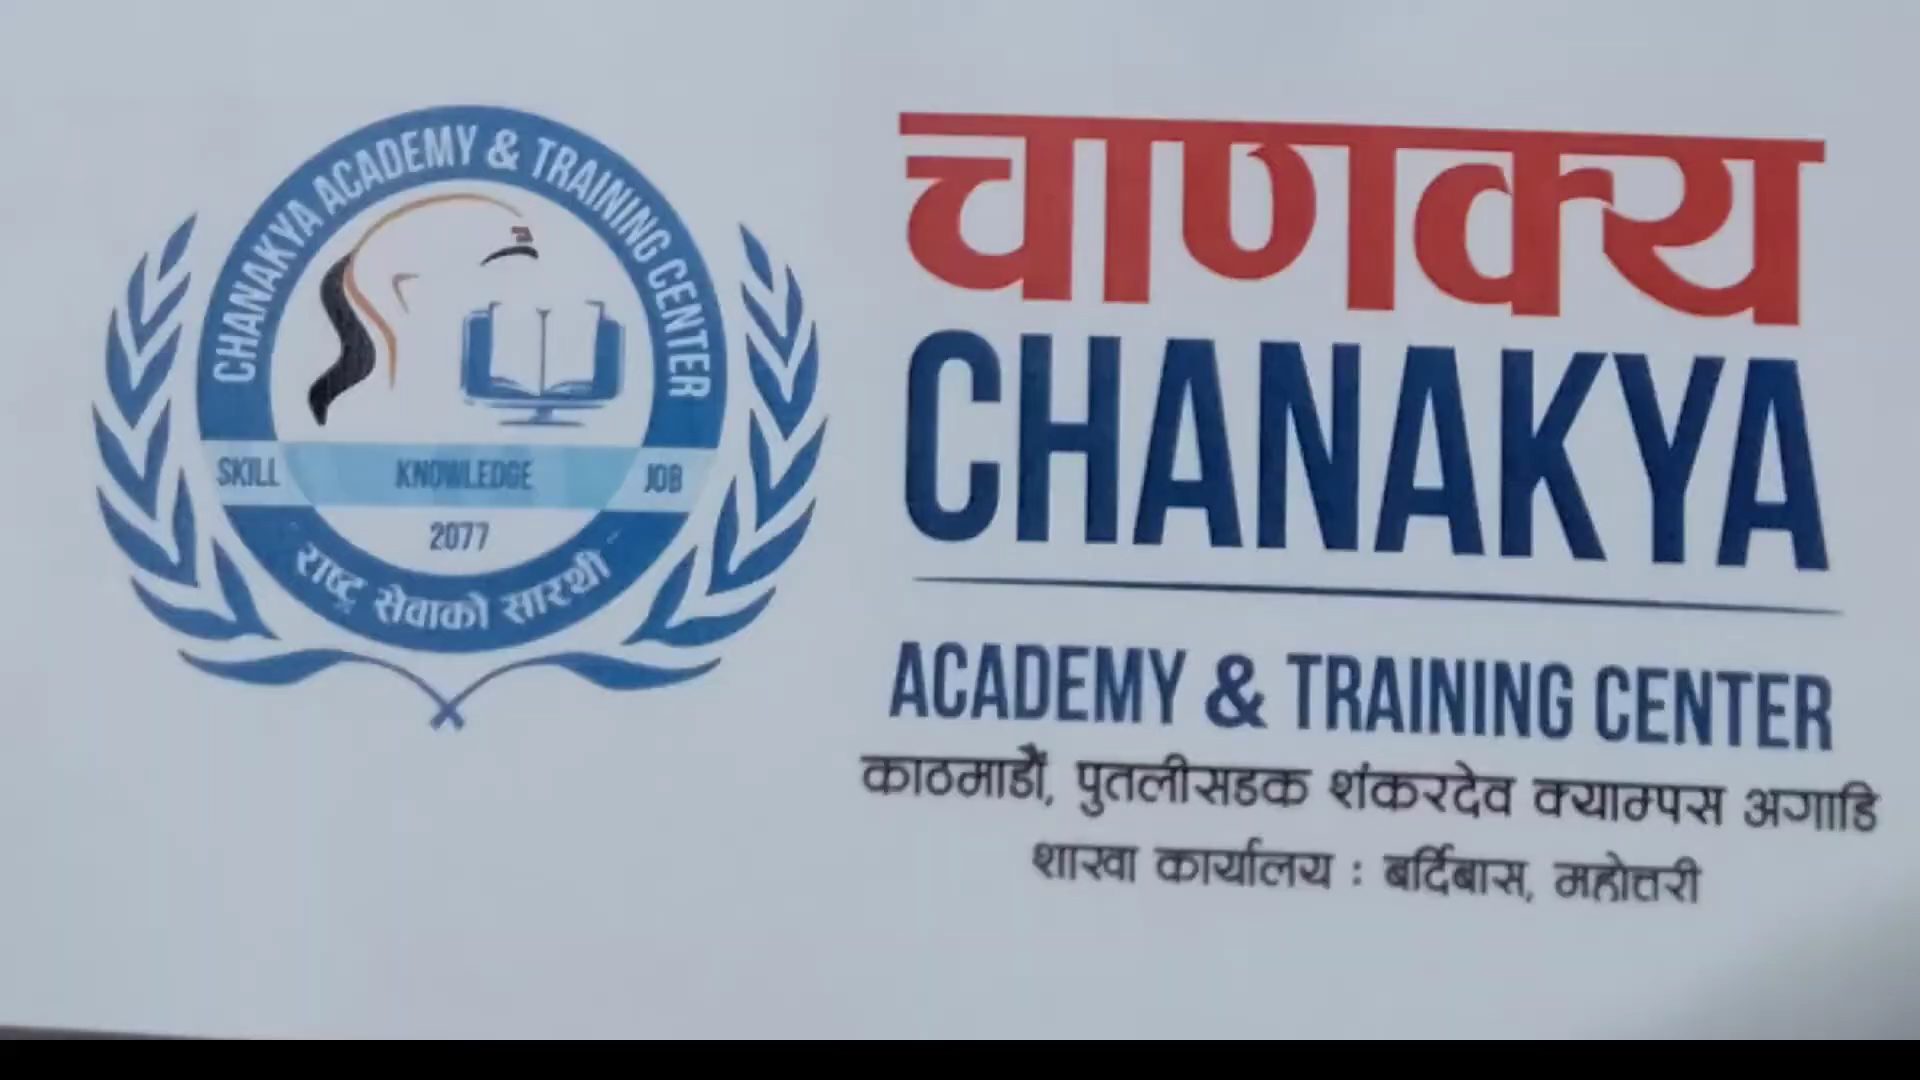 CHANAKYA ACADEMY & TRAINING CENTER
SKILL KNOWLEDGE JOB
2077
राष्ट्र सेवाको सारथी
चाणक्य
CHANAKYA
ACADEMY & TRAINING CENTER
काठमाडौं, पुतलीसडक शंकरदेव क्याम्पस अगाडि
शाखा कार्यालय : बर्दिबास, महोत्तरी